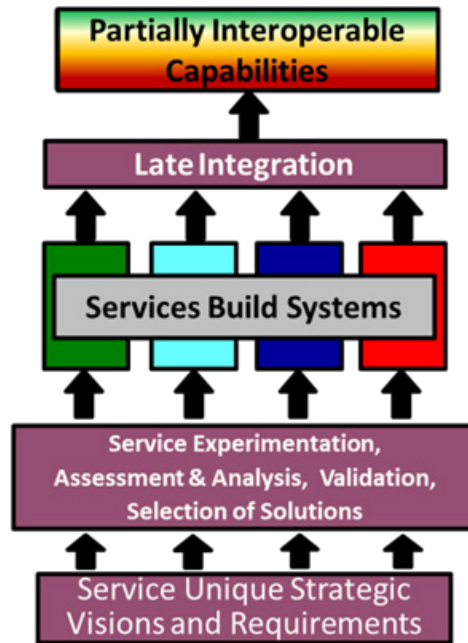 Partially Interoperable
Capabilities
Late Integration
Services Build Systems
Service Experimentation,
Assessment & Analysis, Validation,
Selection of Solutions
Service Unique Strategic
Visions and Requirements